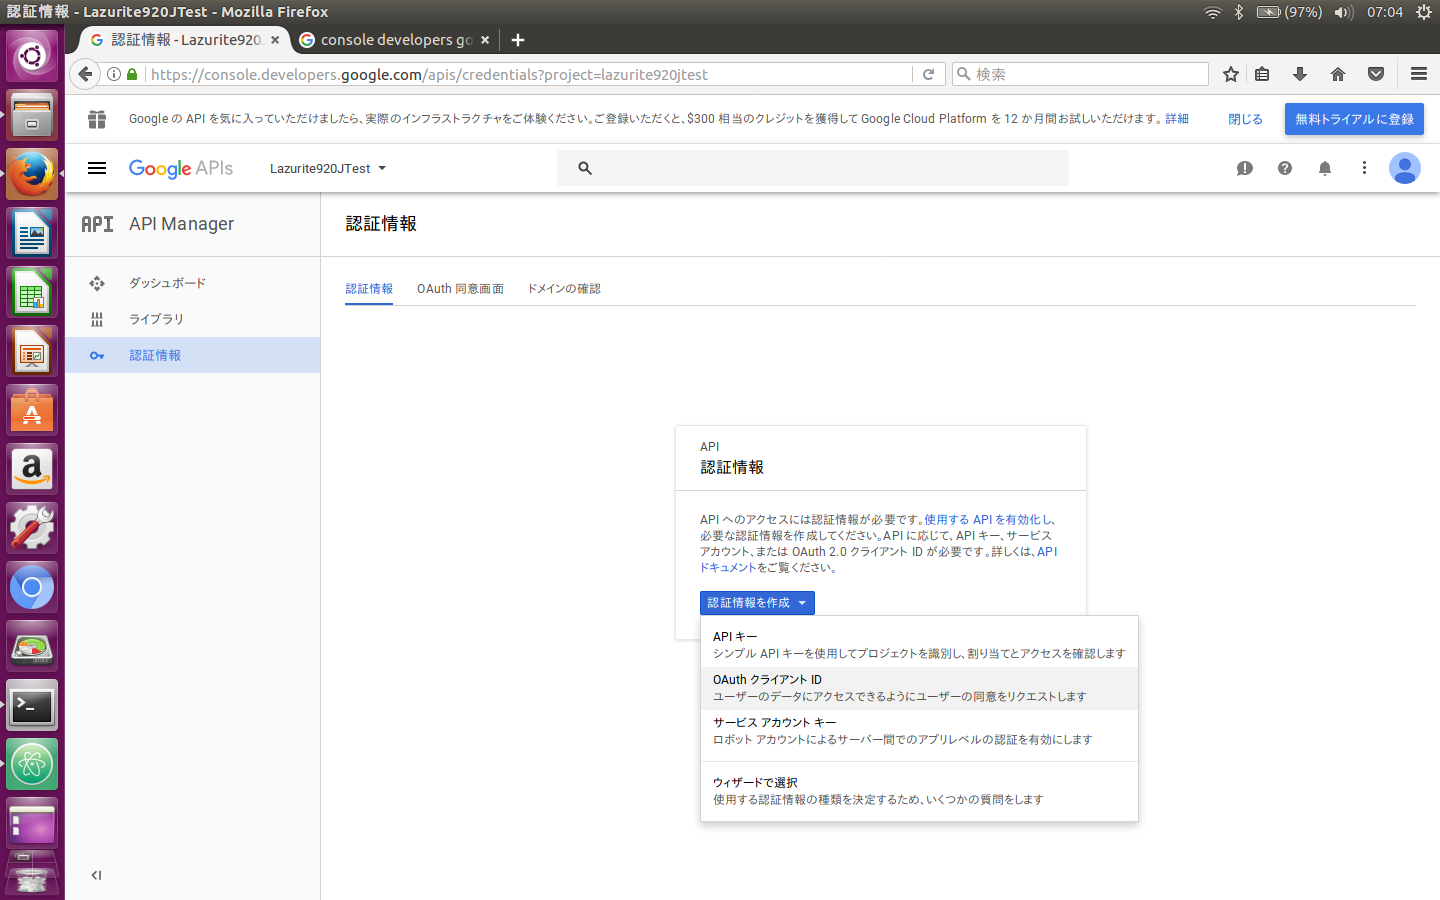 認証情報 - Lazurite920JTest - Mozilla Firefox
(97%)
07:04
認証情報 - Lazurite920.
console developers go
https://console.developers.google.com/apis/credentials?project=lazurite920jtest
検索
Google の API を気に入っていただけましたら、実際のインフラストラクチャをご体験ください。ご登録いただくと、$300 相当のクレジットを獲得して Google Cloud Platform を 12 か月間お試しいただけます。詳細
閉じる
無料トライアルに登録
Google APIs
Lazurite920JTest
API
API Manager
認証情報
ダッシュボード
ライブラリ
認証情報
認証情報
OAuth 同意画面
ドメインの確認
API
認証情報
API へのアクセスには認証情報が必要です。使用する API を有効化し、
必要な認証情報を作成してください。API に応じて、API キー、サービス
アカウント、または OAuth 2.0 クライアント ID が必要です。詳しくは、API
ドキュメントをご覧ください。
認証情報を作成
API キー
シンプル API キーを使用してプロジェクトを識別し、割り当てとアクセスを確認します
OAuth クライアント ID
ユーザーのデータにアクセスできるようにユーザーの同意をリクエストします
サービス アカウント キー
ロボット アカウントによるサーバー間でのアプリレベルの認証を有効にします
ウィザードで選択
使用する認証情報の種類を決定するため、いくつかの質問をします